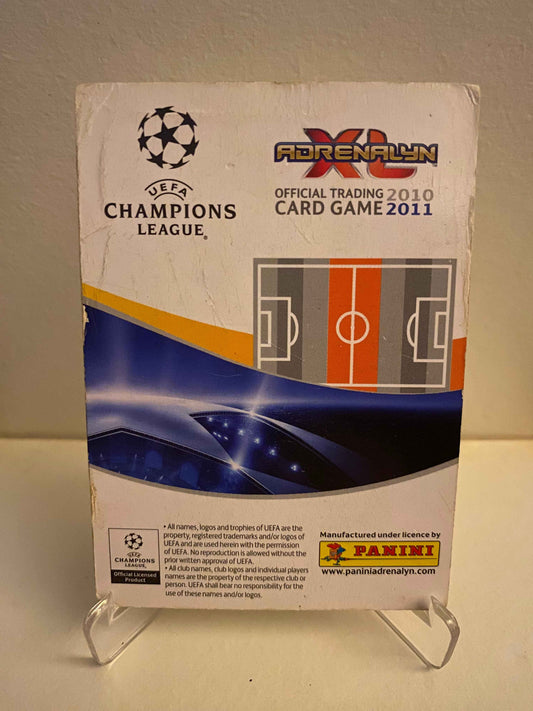 UEFA
CHAMPIONS
LEAGUE®
ADRENALYN XL
OFFICIAL TRADING 2010
CARD GAME 2011
• All names, logos and trophies of UEFA are the
property, registered trademarks and/or logos of
UEFA and are used herein with the permission
of UEFA. No reproduction is allowed without the
prior written approval of UEFA.
• All club names, club logos and individual players
names are the property of the respective club or
person. UEFA shall bear no responsibility for the
use of these names and/or logos.
UEFA
CHAMPIONS
LEAGUE
Official Licensed
Product
Manufactured under licence by
PANINI
www.paniniadrenalyn.com